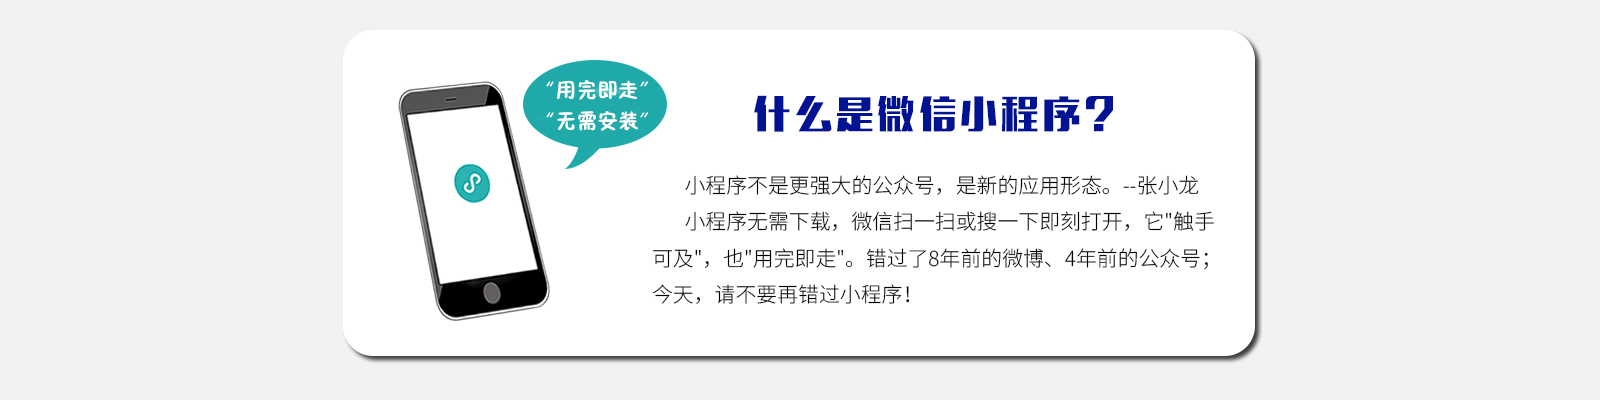 “用完即走”
“无需安装”
什么是微信小程序？
小程序不是更强大的公众号，是新的应用形态。--张小龙
小程序无需下载，微信扫一扫或搜一下即刻打开，它"触手
可及"，也"用完即走"。错过了8年前的微博、4年前的公众号；
今天，请不要再错过小程序！